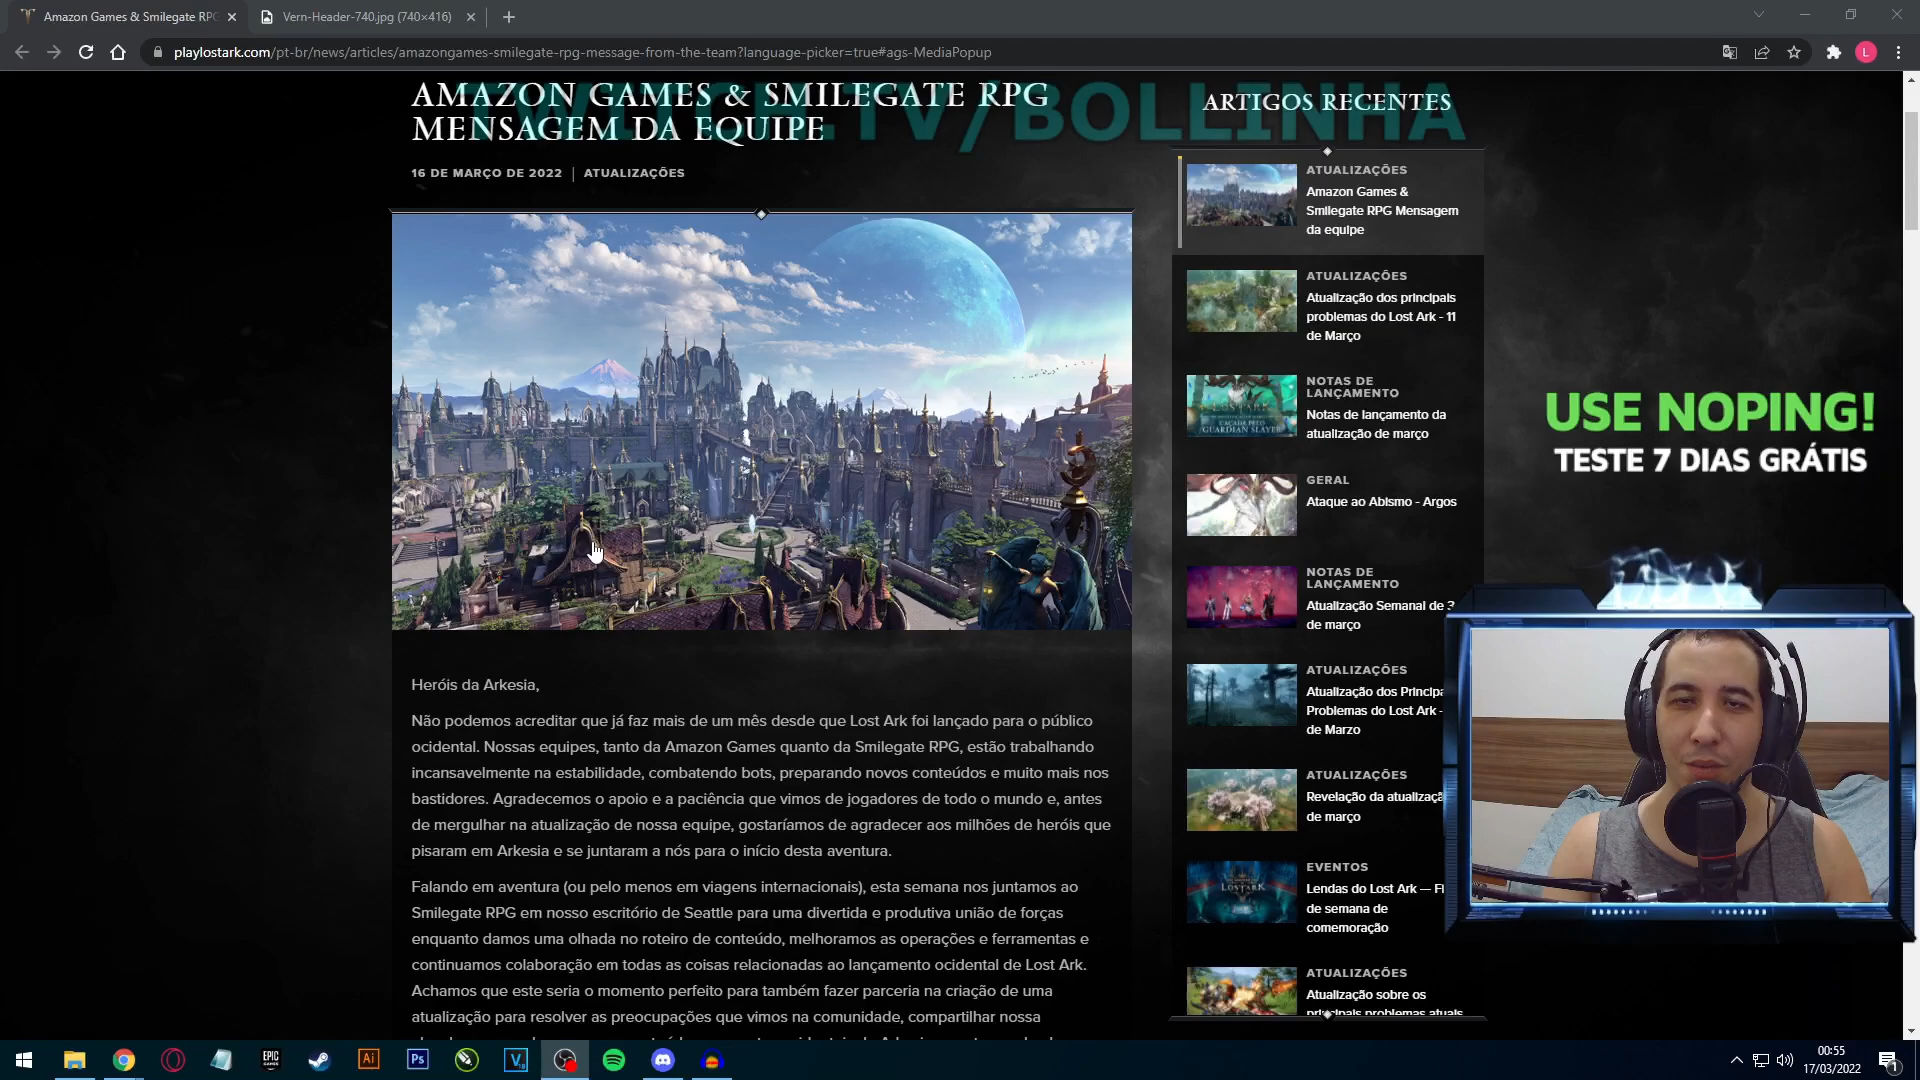 Amazon Games & Smilegate RPG
Vern-Header-740.jpg (740×416)
playlostark.com/pt-br/news/articles/amazongames-smilegate-rpg-message-from-the-team?language-picker=true#ags-MediaPopup
L
TWITCH.TV/BOLLINHA
AMAZON GAMES & SMILEGATE RPG
MENSAGEM DA EQUIPE
16 DE MARÇO DE 2022 | ATUALIZAÇÕES
Heróis da Arkesia,
Não podemos acreditar que já faz mais de um mês desde que Lost Ark foi lançado para o público
ocidental. Nossas equipes, tanto da Amazon Games quanto da Smilegate RPG, estão trabalhando
incansavelmente na estabilidade, combatendo bots, preparando novos conteúdos e muito mais nos
bastidores. Agradecemos o apoio e a paciência que vimos de jogadores de todo o mundo e, antes
de mergulhar na atualização de nossa equipe, gostaríamos de agradecer aos milhões de heróis que
pisaram em Arkesia e se juntaram a nós para o início desta aventura.
Falando em aventura (ou pelo menos em viagens internacionais), esta semana nos juntamos ao
Smilegate RPG em nosso escritório de Seattle para uma divertida e produtiva união de forças
enquanto damos uma olhada no roteiro de conteúdo, melhoramos as operações e ferramentas e
continuamos colaboração em todas as coisas relacionadas ao lançamento ocidental de Lost Ark.
Achamos que este seria o momento perfeito para também fazer parceria na criação de uma
atualização para resolver as preocupações que vimos na comunidade, compartilhar nossa
ARTIGOS RECENTES
ATUALIZAÇÕES
Amazon Games &
Smilegate RPG Mensagem
da equipe
ATUALIZAÇÕES
Atualização dos principais
problemas do Lost Ark - 11
de Março
NOTAS DE
LANÇAMENTO
Notas de lançamento da
atualização de março
GUARDIAN SLAYER
GERAL
Ataque ao Abismo - Argos
NOTAS DE
LANÇAMENTO
Atualização Semanal de 3
de março
ATUALIZAÇÕES
Atualização dos Principa
Problemas do Lost Ark -
de Marzo
ATUALIZAÇÕES
Revelação da atualizaçã
de março
EVENTOS
Lendas do Lost Ark — Fi
de semana de
comemoração
LOSTARK
ATUALIZAÇÕES
Atualização sobre os
principais problemas atuais
USE NOPING!
TESTE 7 DIAS GRÁTIS
EPIC
GAMES
Ai
Ps
V
00:55
17/03/2022
1